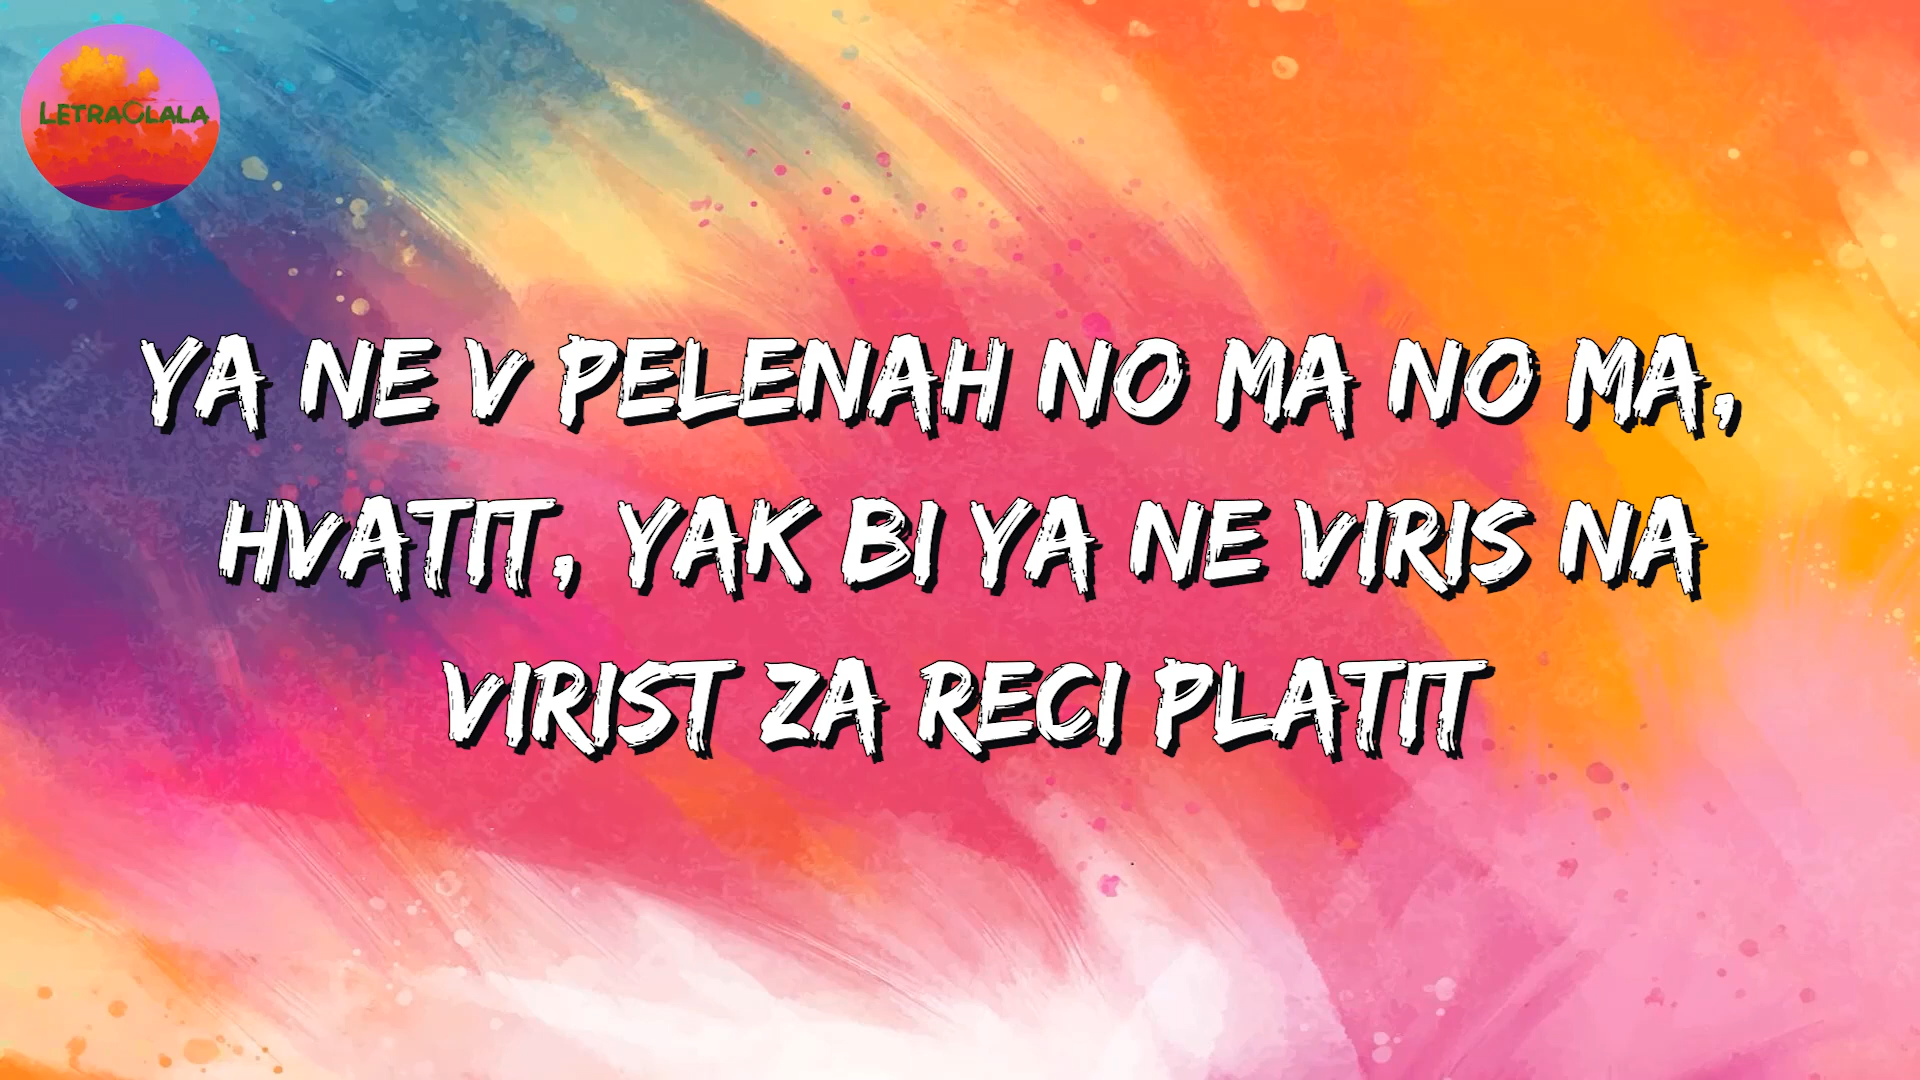 LETRACLALA
YA NE V PELENAH NO MA NO MA,
HVATIT, YAK BI YA NE VIRIS NA
VIRIST ZA RECI PLATIT